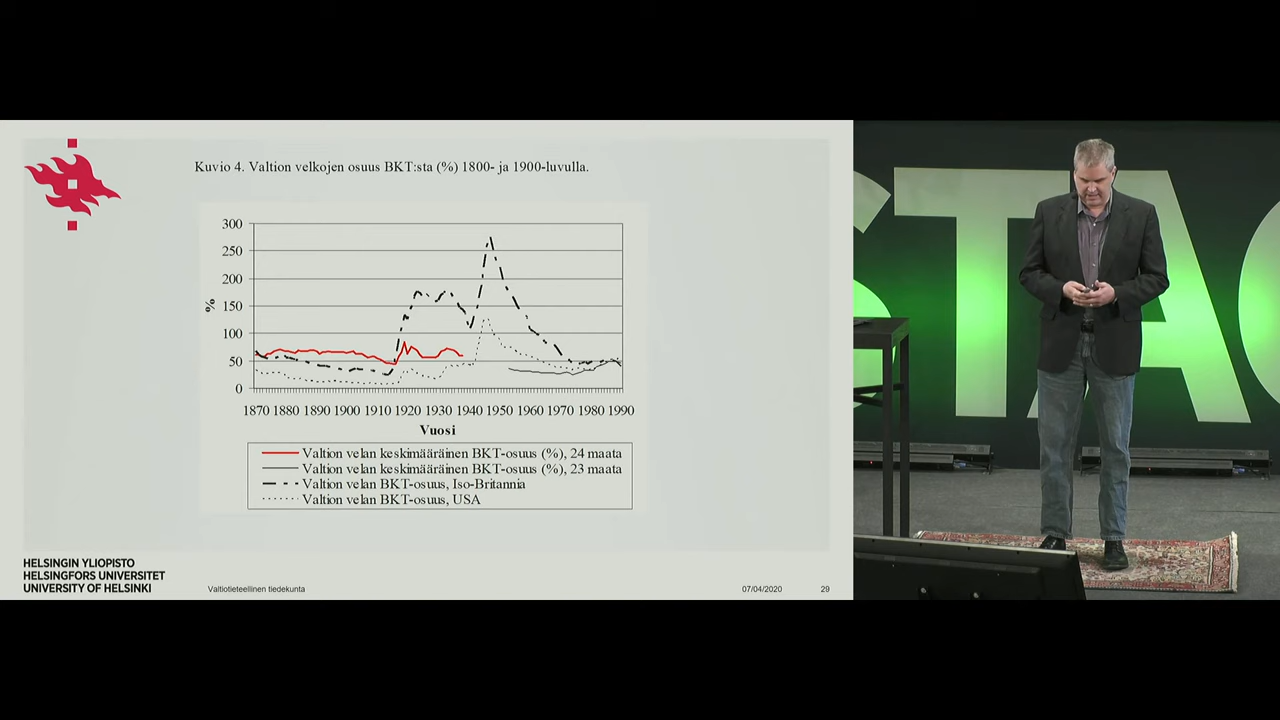 Kuvio 4. Valtion velkojen osuus BKT:sta (%) 1800- ja 1900-luvulla.
300
250
200
150
100
50
0
%
1870 1880 1890 1900 1910 1920 1930 1940 1950 1960 1970 1980 1990
Vuosi
Valtion velan keskimääräinen BKT-osuus (%), 24 maata
Valtion velan keskimääräinen BKT-osuus (%), 23 maata
Valtion velan BKT-osuus, Iso-Britannia
Valtion velan BKT-osuus, USA
HELSINGIN YLIOPISTO
HELSINGFORS UNIVERSITET
UNIVERSITY OF HELSINKI
Valtiotieteellinen tiedekunta
07/04/2020
29
STAG